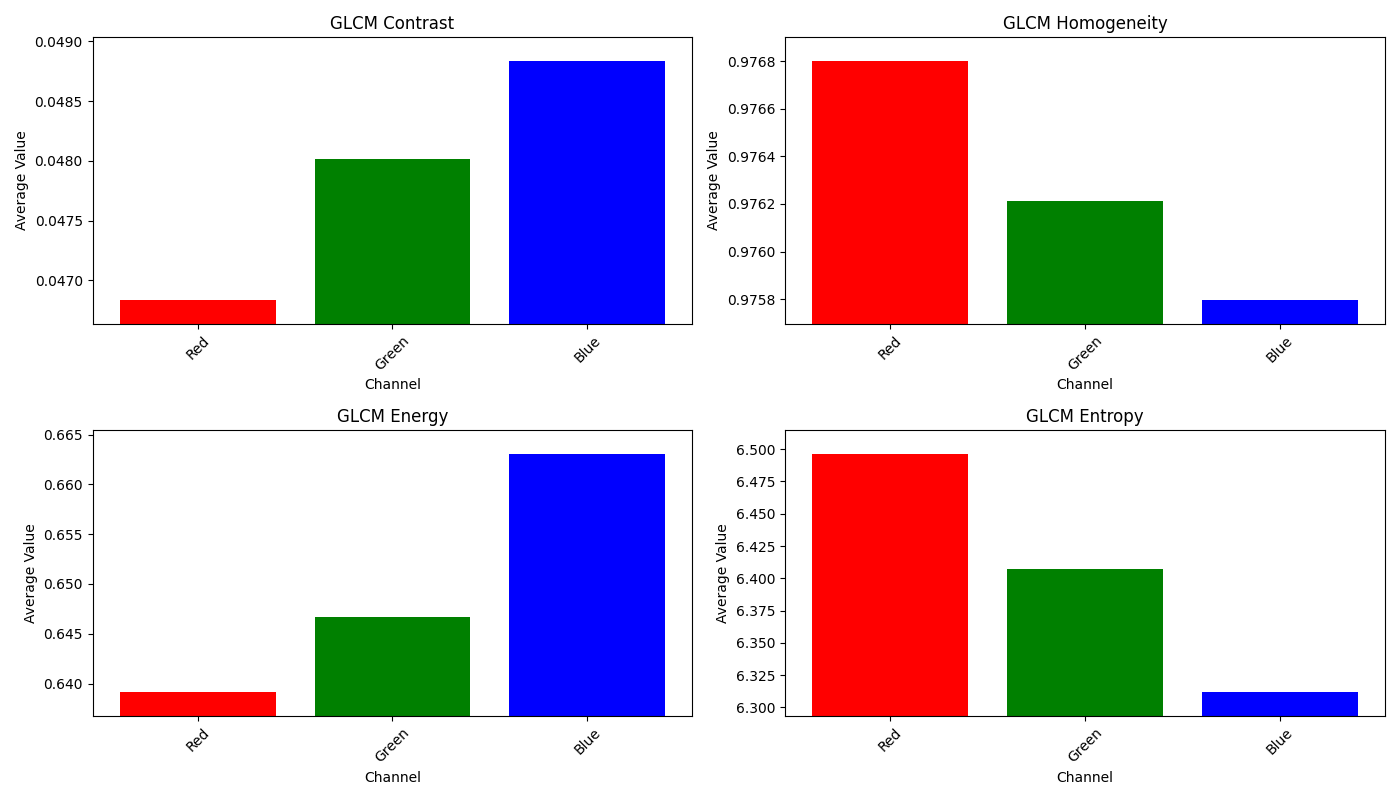 GLCM Contrast
0.0490
0.0485
0.0480
0.0475
0.0470
Average Value
Red
Green
Blue
Channel
GLCM Homogeneity
0.9768
0.9766
0.9764
0.9762
0.9760
0.9758
Average Value
Red
Green
Blue
Channel
GLCM Energy
0.665
0.660
0.655
0.650
0.645
0.640
Average Value
Red
Green
Blue
Channel
GLCM Entropy
6.500
6.475
6.450
6.425
6.400
6.375
6.350
6.325
6.300
Average Value
Red
Green
Blue
Channel